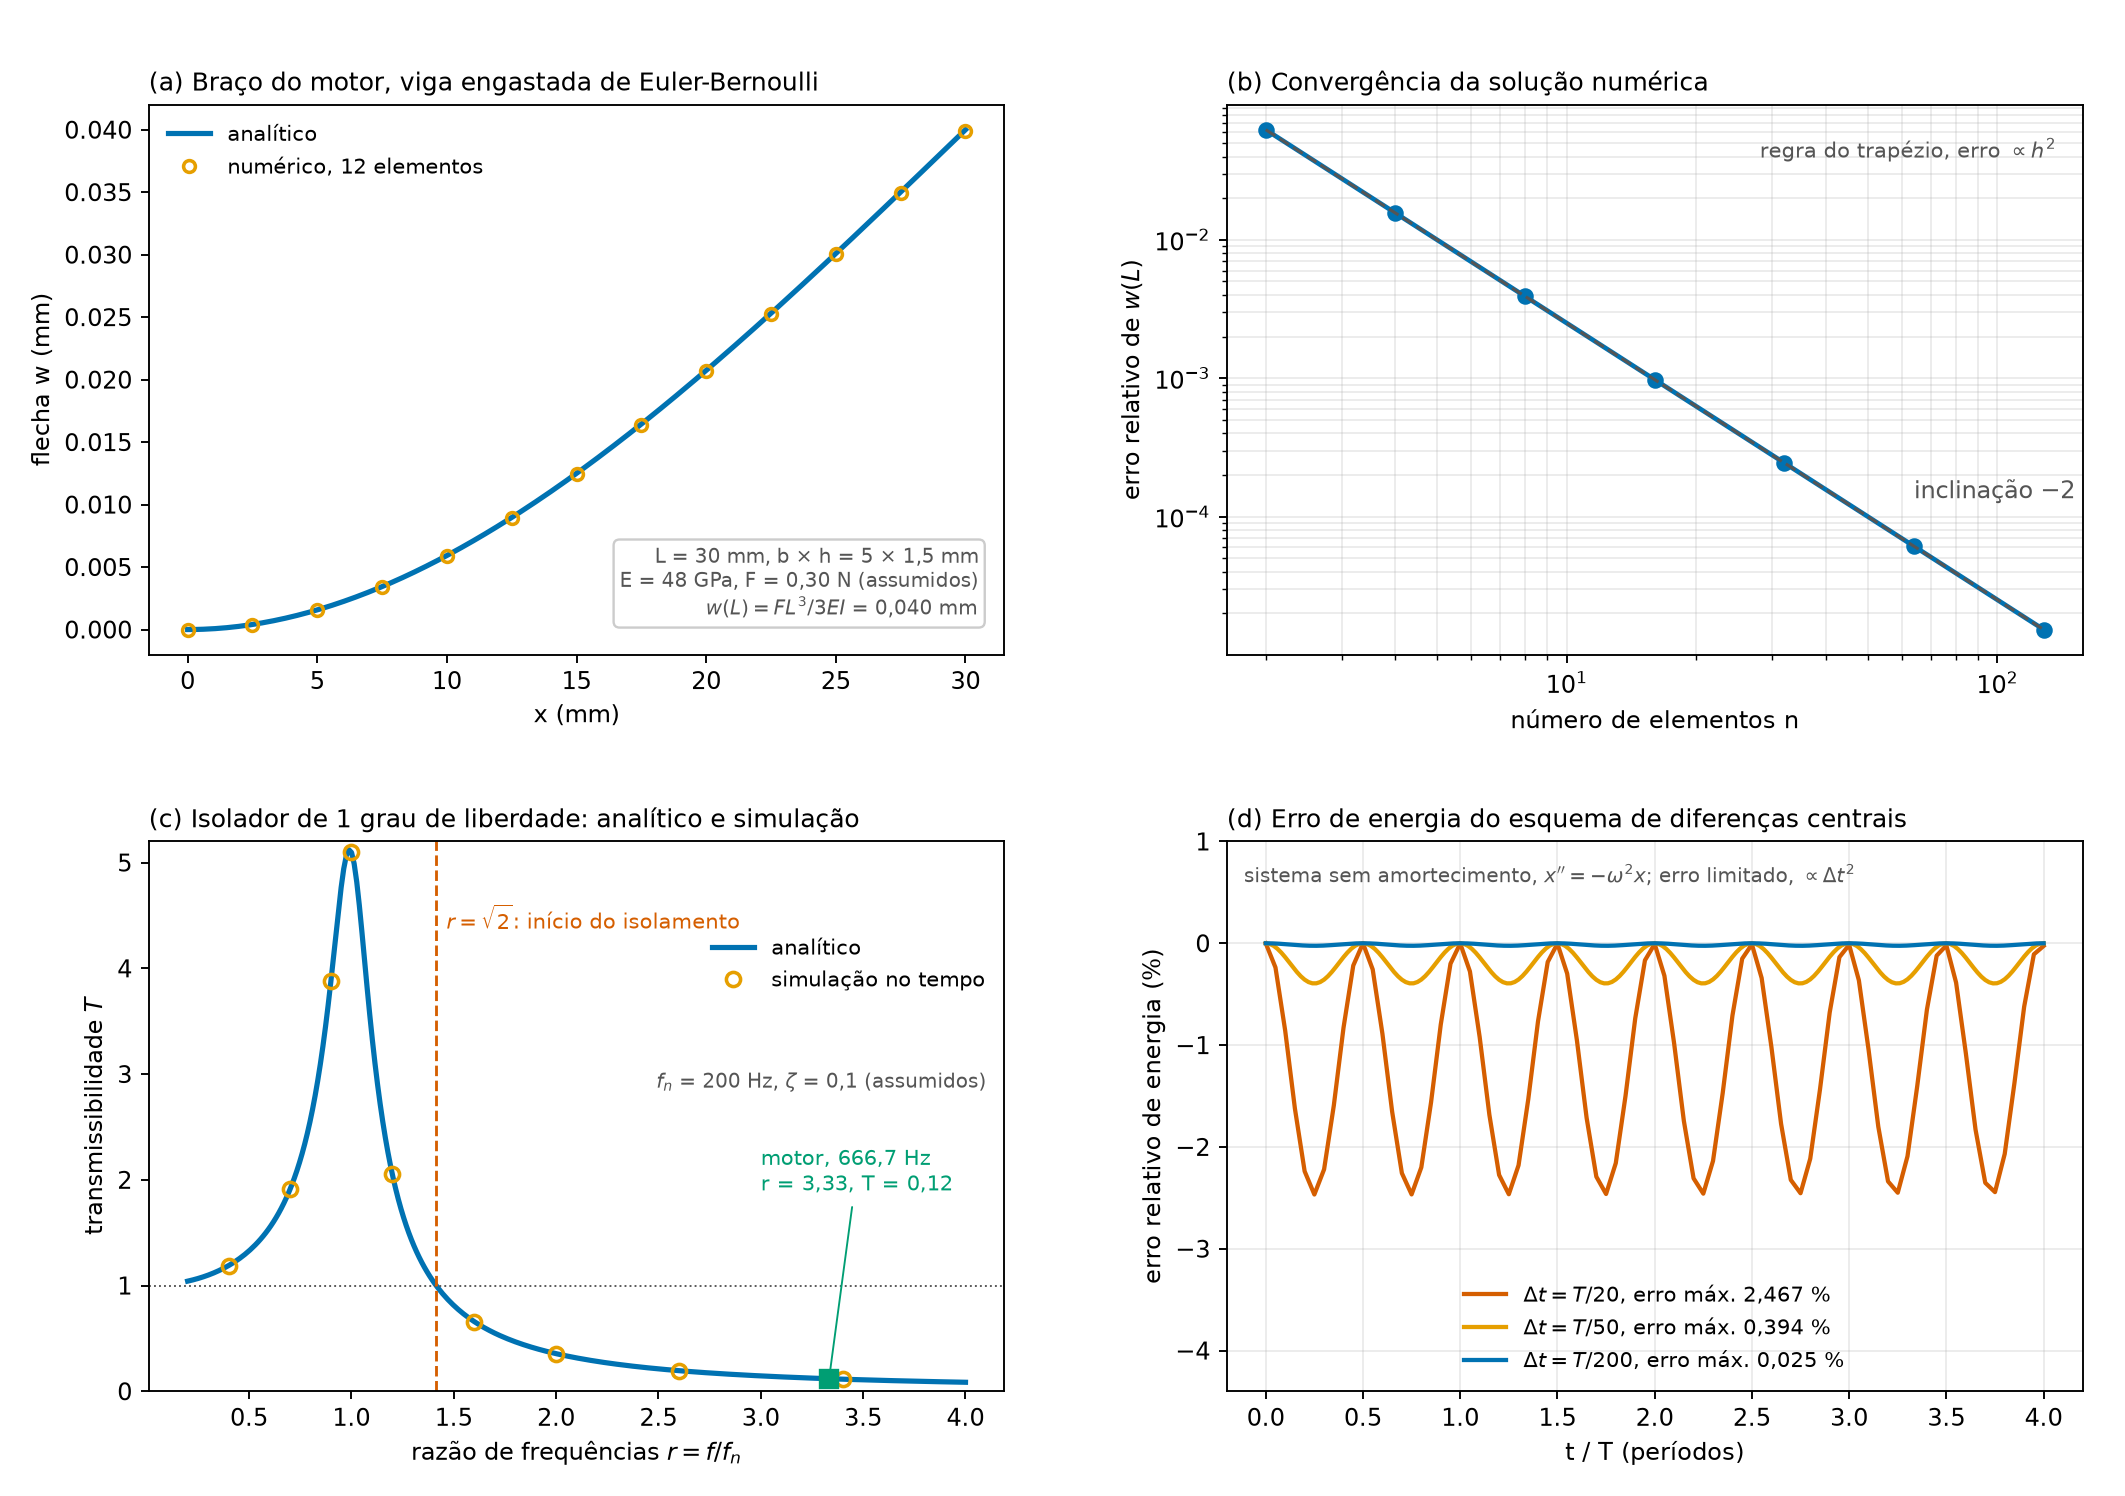 (a) Braço do motor, viga engastada de Euler-Bernoulli
analítico
numérico, 12 elementos
flecha w (mm)
0.040
0.035
0.030
0.025
0.020
0.015
0.010
0.005
0.000
L = 30 mm, b × h = 5 × 1,5 mm
E = 48 GPa, F = 0,30 N (assumidos)
w(L) = FL³/3EI = 0,040 mm
0 5 10 15 20 25 30
x (mm)
(b) Convergência da solução numérica
regra do trapézio, erro ∝ h²
erro relativo de w(L)
10⁻²
10⁻³
10⁻⁴
inclinação −2
10¹ 10²
número de elementos n
(c) Isolador de 1 grau de liberdade: analítico e simulação
transmissibilidade T
5
4
3
2
1
0
r = √2: início do isolamento
analítico
simulação no tempo
fₙ = 200 Hz, ζ = 0,1 (assumidos)
motor, 666,7 Hz
r = 3,33, T = 0,12
0.5 1.0 1.5 2.0 2.5 3.0 3.5 4.0
razão de frequências r = f/fₙ
(d) Erro de energia do esquema de diferenças centrais
sistema sem amortecimento, x′′ = −ω²x; erro limitado, ∝ Δt²
erro relativo de energia (%)
1
0
−1
−2
−3
−4
Δt = T/20, erro máx. 2,467 %
Δt = T/50, erro máx. 0,394 %
Δt = T/200, erro máx. 0,025 %
0.0 0.5 1.0 1.5 2.0 2.5 3.0 3.5 4.0
t / T (períodos)